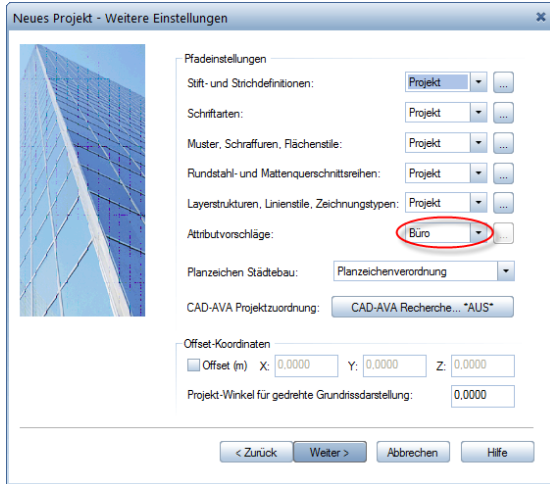 Neues Projekt - Weitere Einstellungen
Pfadeinstellungen
Stift- und Strichdefinitionen: Projekt ...
Schriftarten: Projekt ...
Muster, Schraffuren, Flächenstile: Projekt ...
Rundstahl- und Mattenquerschnittsreihen: Projekt ...
Layerstrukturen, Linienstile, Zeichnungstypen: Projekt ...
Attributvorschläge: Büro ...
Planzeichen Städtebau: Planzeichenverordnung
CAD-AVA Projektzuordnung: CAD-AVA Recherche... *AUS*
Offset-Koordinaten
Offset (m) X: 0,0000 Y: 0,0000 Z: 0,0000
Projekt-Winkel für gedrehte Grundrissdarstellung: 0,0000
< Zurück Weiter > Abbrechen Hilfe